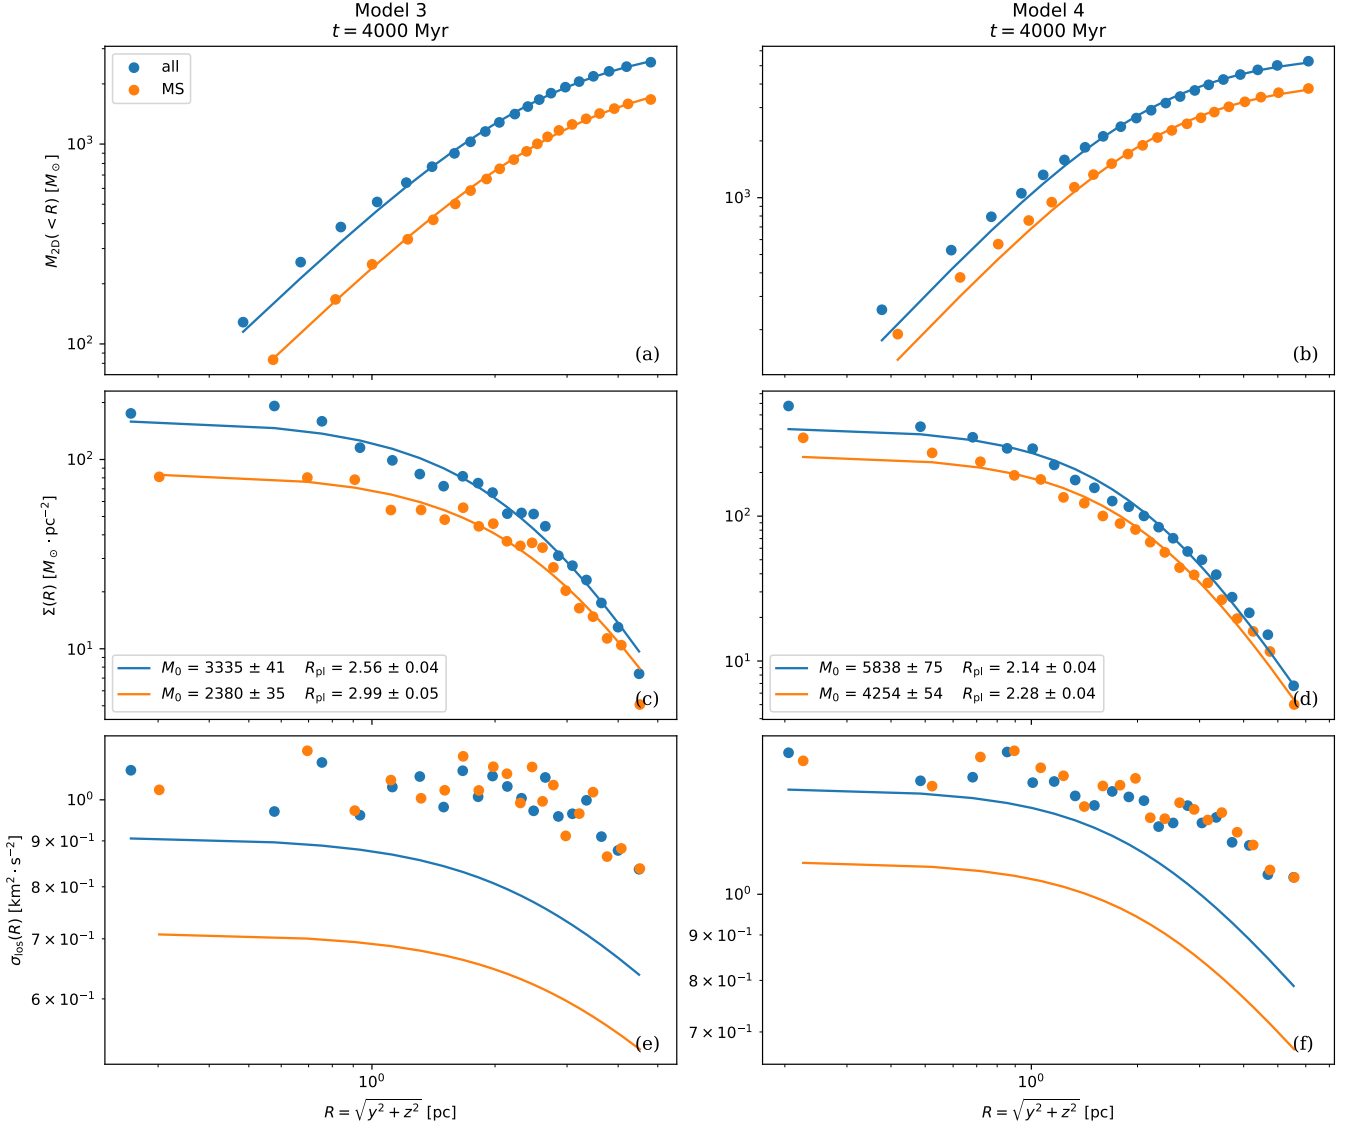 Model 3
t = 4000 Myr
Model 4
t = 4000 Myr
all
MS
10³
10²
M₂D(< R) [M⊙]
(a)
10³
(b)
10²
10¹
Σ(R) [M⊙ · pc⁻²]
M₀ = 3335 ± 41 Rpl = 2.56 ± 0.04
M₀ = 2380 ± 35 Rpl = 2.99 ± 0.05
(c)
10²
10¹
M₀ = 5838 ± 75 Rpl = 2.14 ± 0.04
M₀ = 4254 ± 54 Rpl = 2.28 ± 0.04
(d)
10⁰
9 × 10⁻¹
8 × 10⁻¹
7 × 10⁻¹
6 × 10⁻¹
σlos(R) [km² · s⁻²]
(e)
10⁰
9 × 10⁻¹
8 × 10⁻¹
7 × 10⁻¹
(f)
10⁰
10⁰
R = √y² + z² [pc]
R = √y² + z² [pc]